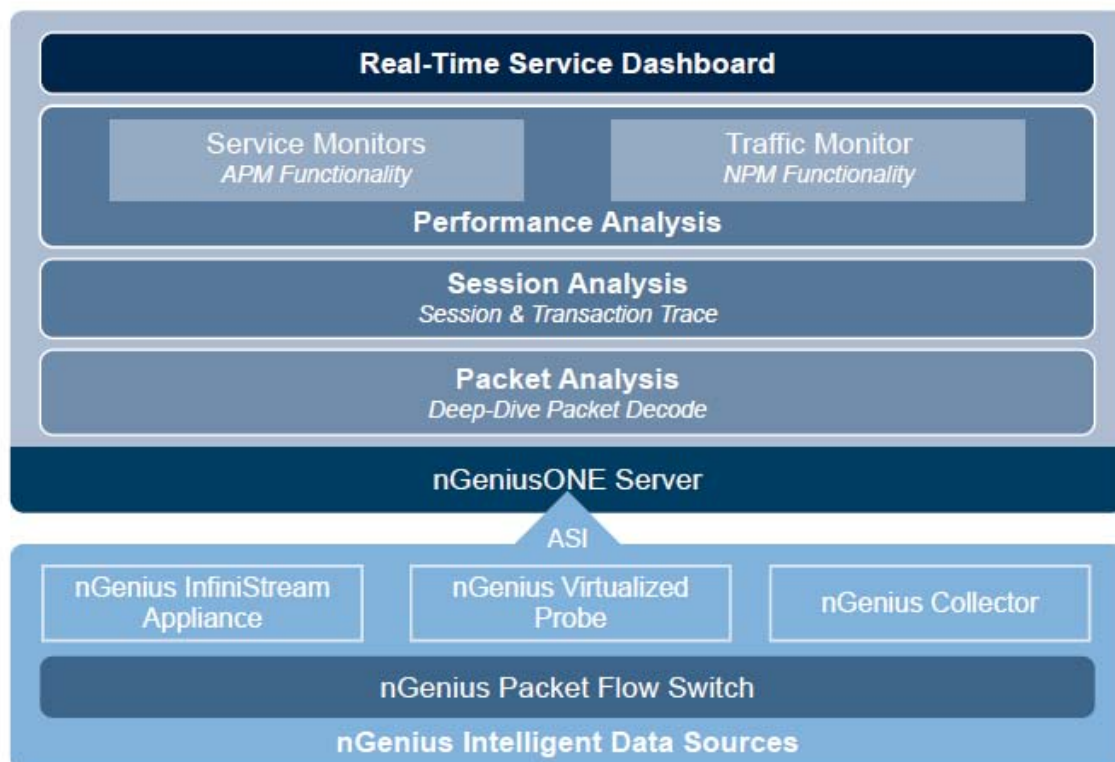 Real-Time Service Dashboard
Service Monitors
APM Functionality
Traffic Monitor
NPM Functionality
Performance Analysis
Session Analysis
Session & Transaction Trace
Packet Analysis
Deep-Dive Packet Decode
nGeniusONE Server
ASI
nGenius InfiniStream
Appliance
nGenius Virtualized
Probe
nGenius Collector
nGenius Packet Flow Switch
nGenius Intelligent Data Sources